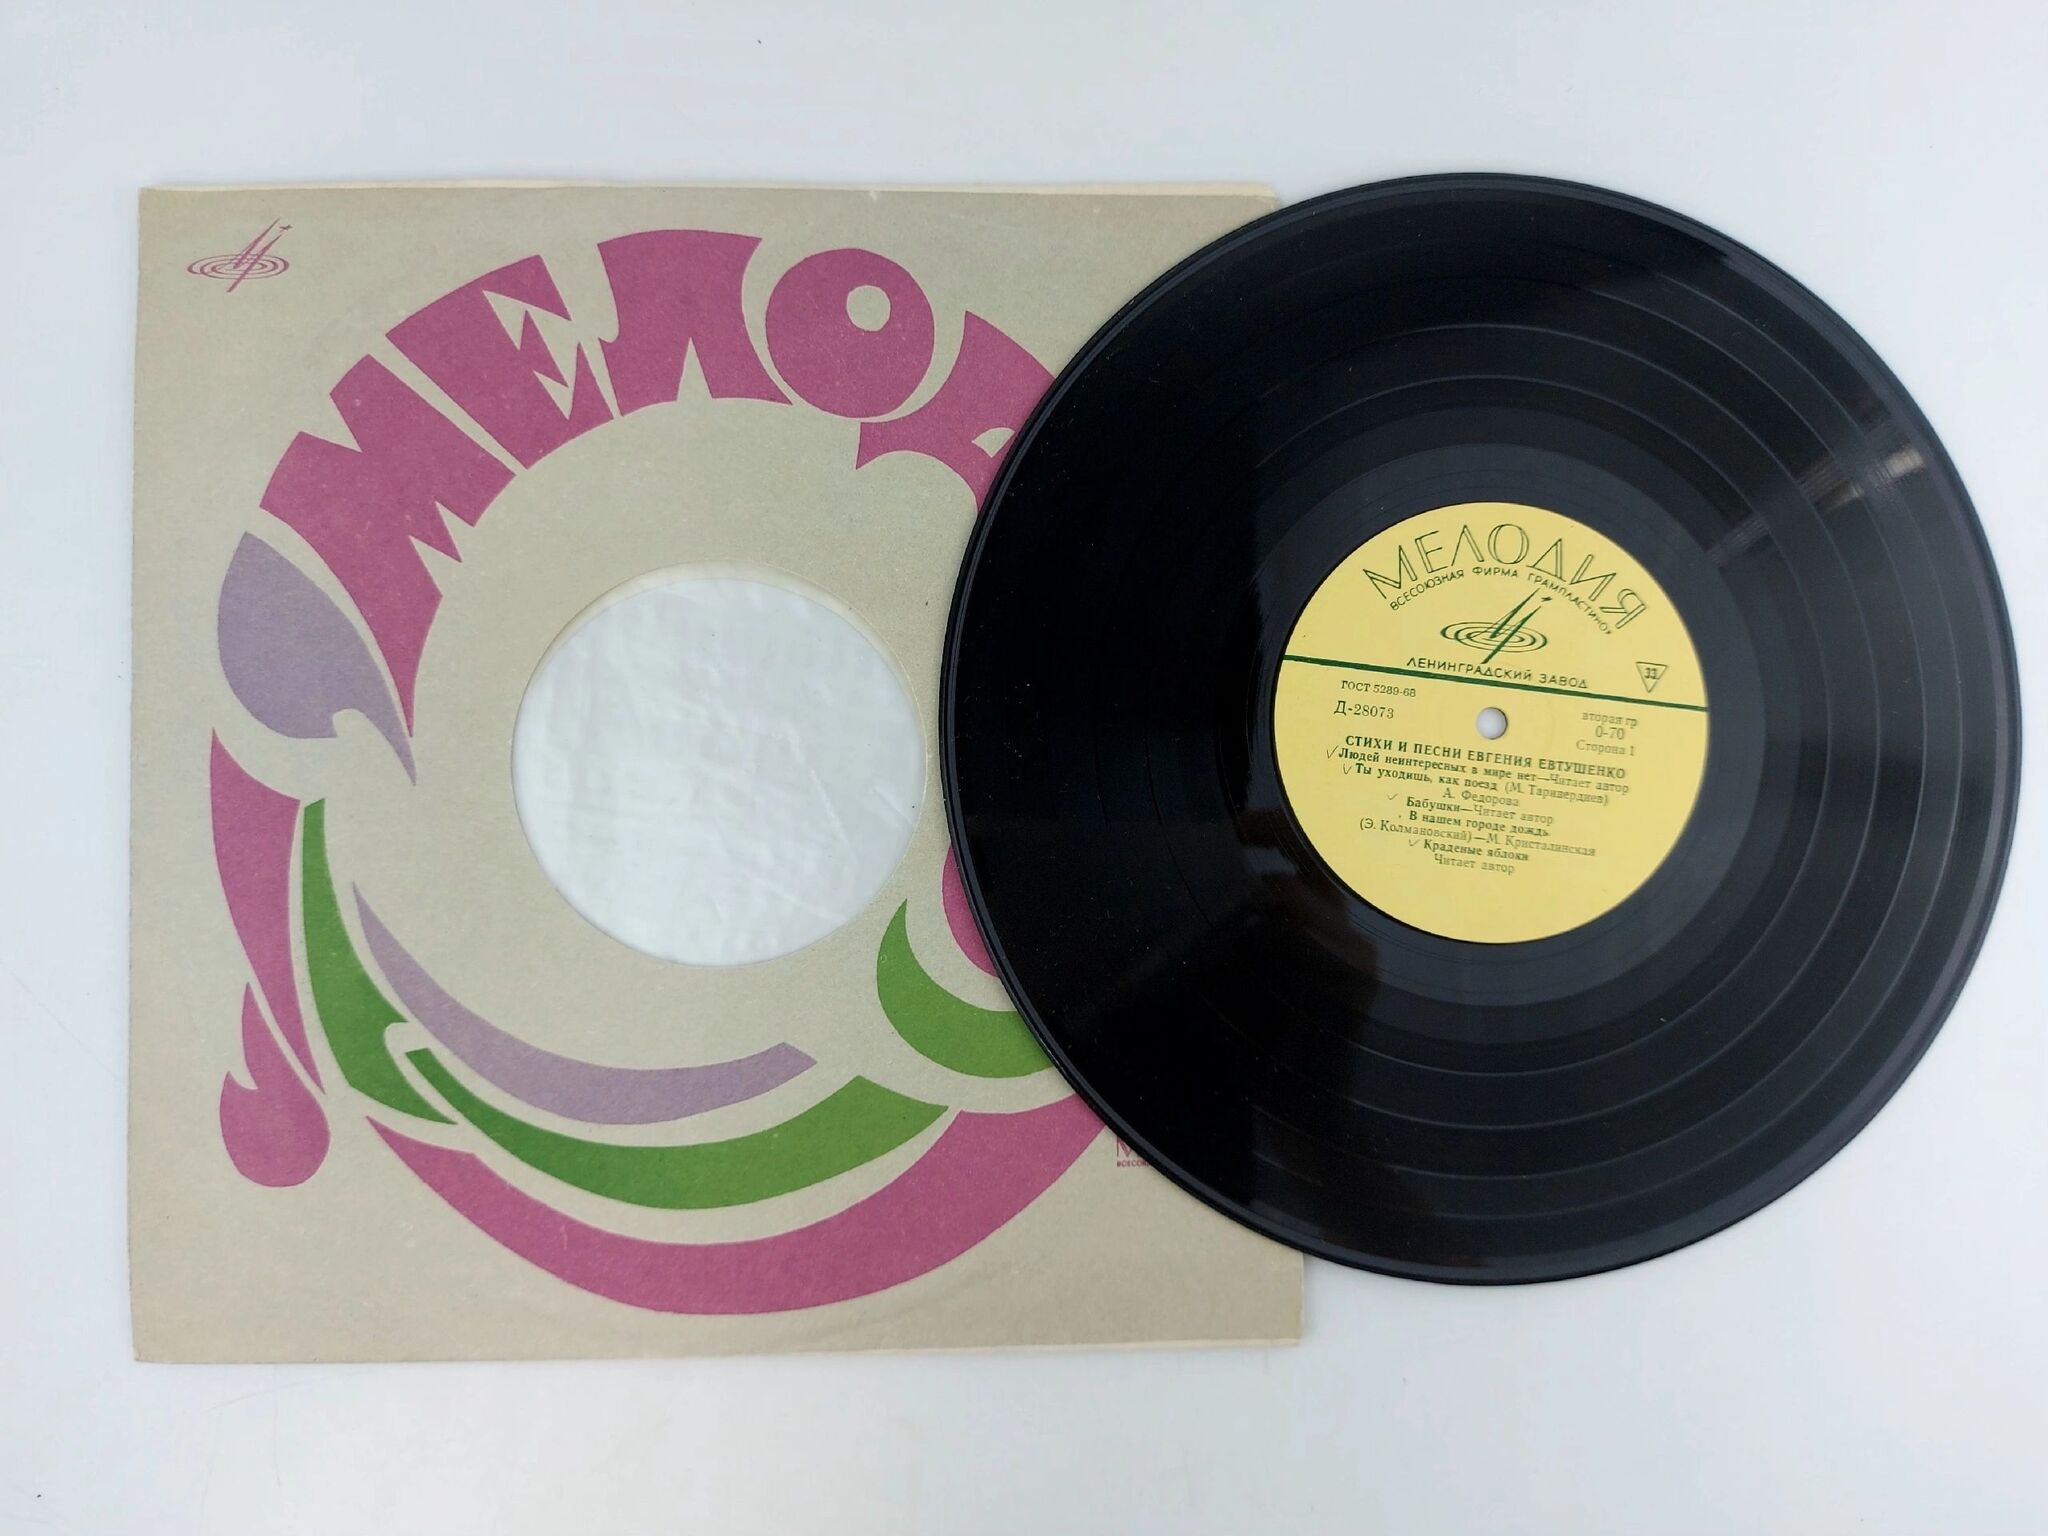 МЕЛОД
МЕЛОДИЯ
ВСЕСОЮЗНАЯ ФИРМА ГРАМПЛАСТИНОК
ЛЕНИНГРАДСКИЙ ЗАВОД
33
ГОСТ 5289-68
Д-28073
вторая гр
0-70
Сторона 1
СТИХИ И ПЕСНИ ЕВГЕНИЯ ЕВТУШЕНКО
Людей неинтересных в мире нет—Читает автор
Ты уходишь, как поезд (М. Таривердиев)
А. Федорова
Бабушки—Читает автор
В нашем городе дождь
(Э. Колмановский)—М. Кристалинская
Краденые яблоки
Читает автор